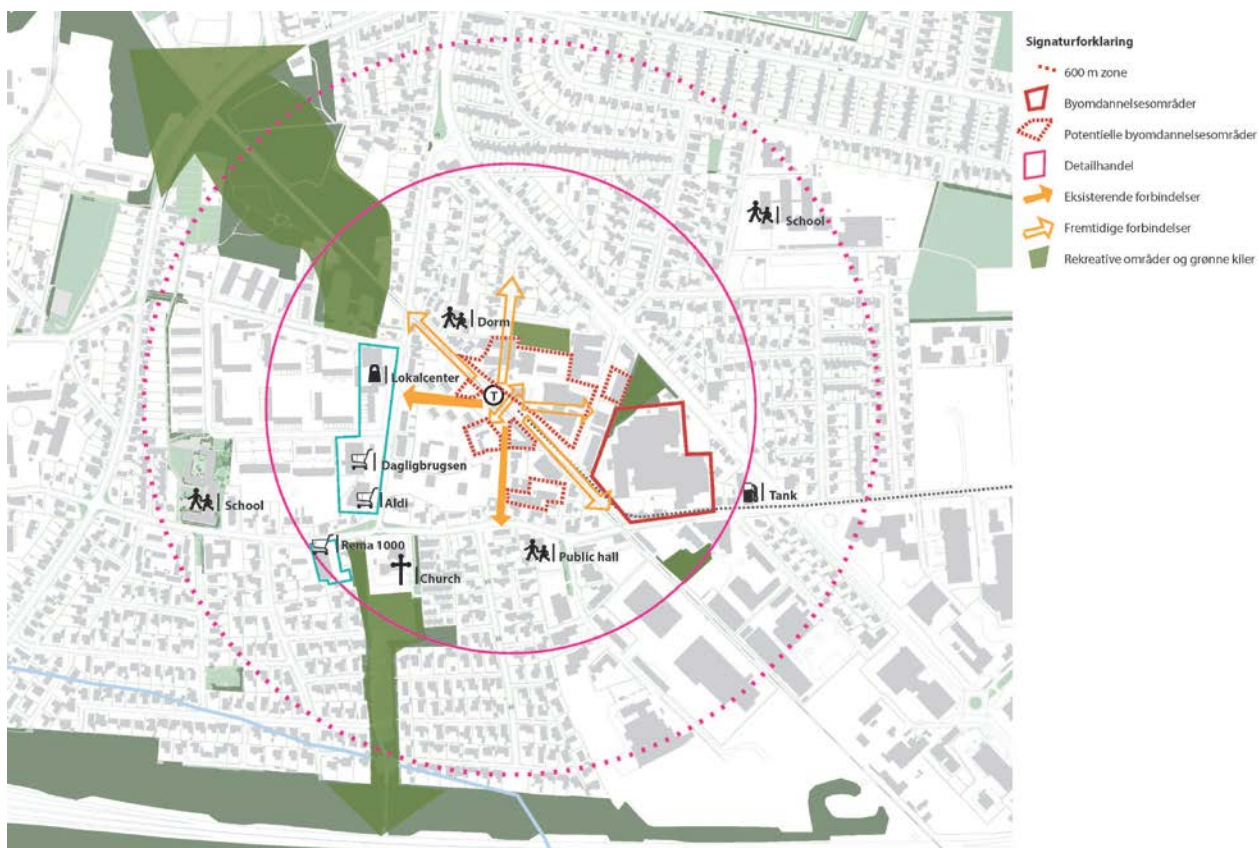 Signaturforklaring
600 m zone
Byomdannelsesområder
Potentielle byomdannelsesområder
Detailhandel
Eksisterende forbindelser
Fremtidige forbindelser
Rekreative områder og grønne kiler
School
Dorm
Lokalcenter
T
Dagligbrugsen
Aldi
School
Tank
Rema 1000
Public hall
Church